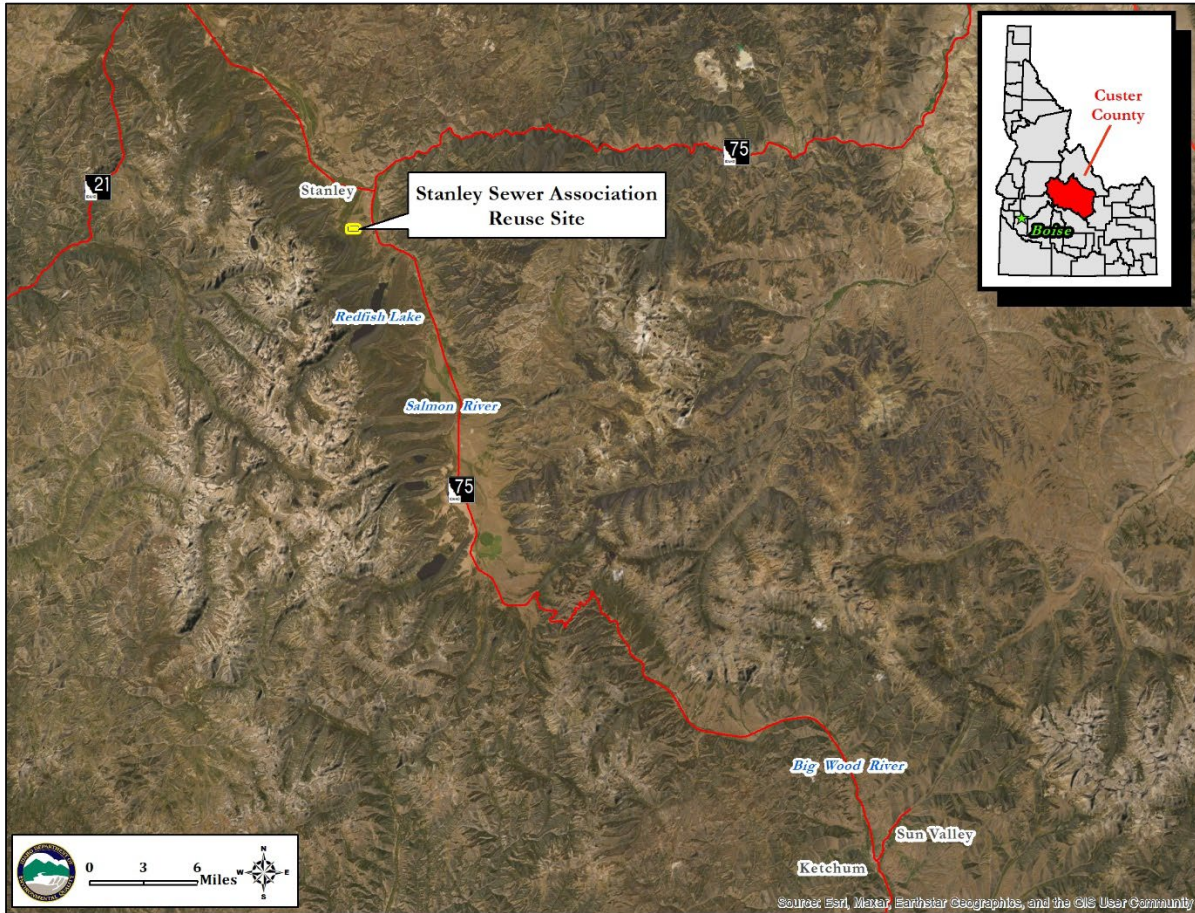 21
75
Custer
County
Boise
Stanley
Stanley Sewer Association
Reuse Site
Redfish Lake
Salmon River
75
Big Wood River
Sun Valley
Ketchum
0 3 6
Miles
N
W E
S
Source: Esri, Maxar, Earthstar Geographics, and the GIS User Community